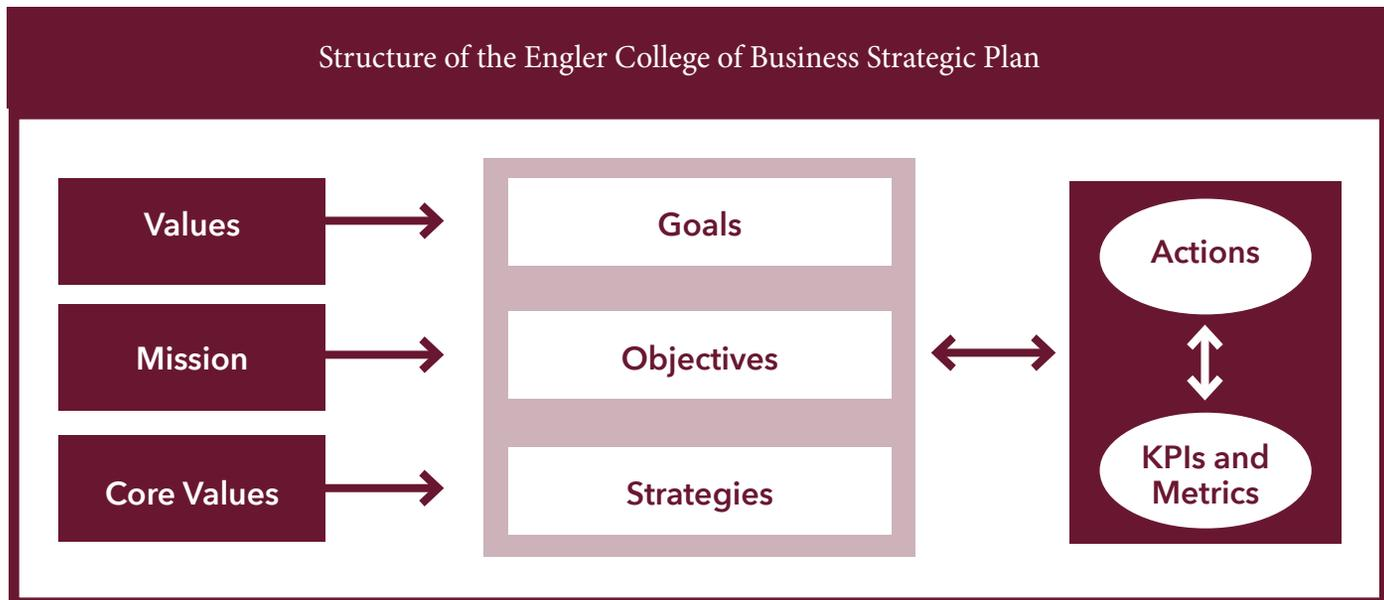 Structure of the Engler College of Business Strategic Plan
Values
Goals
Actions
Mission
Objectives
Core Values
Strategies
KPIs and
Metrics